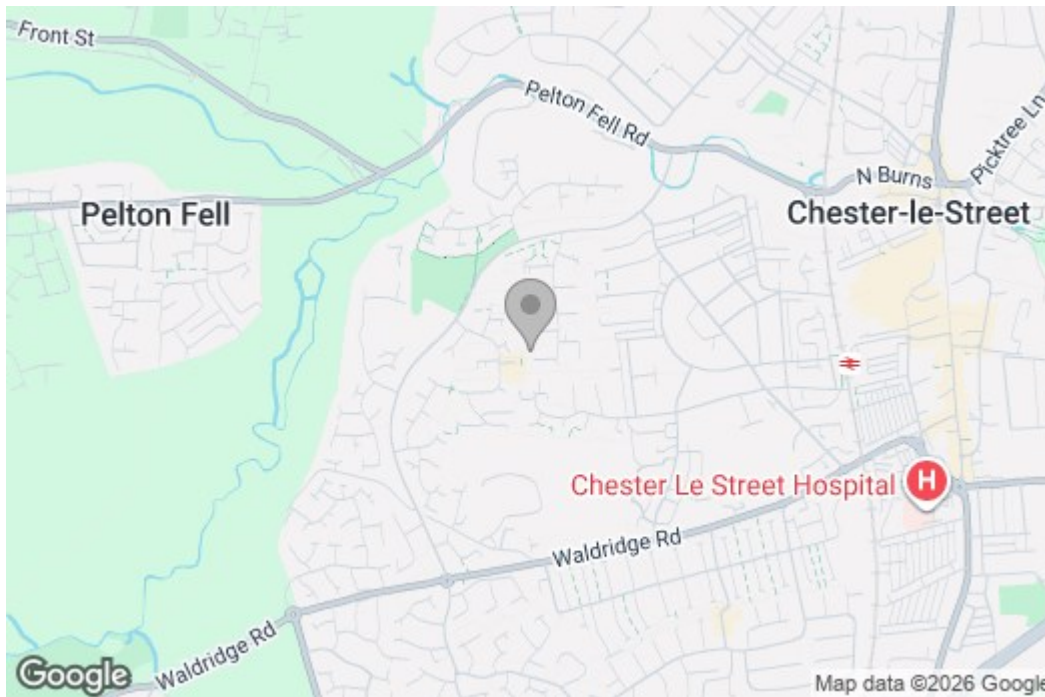 Front St
Pelton Fell Rd
Picktree Ln
N Burns
Pelton Fell
Chester-le-Street
Chester Le Street Hospital
H
Waldridge Rd
Waldridge Rd
Google
Map data ©2026 Google